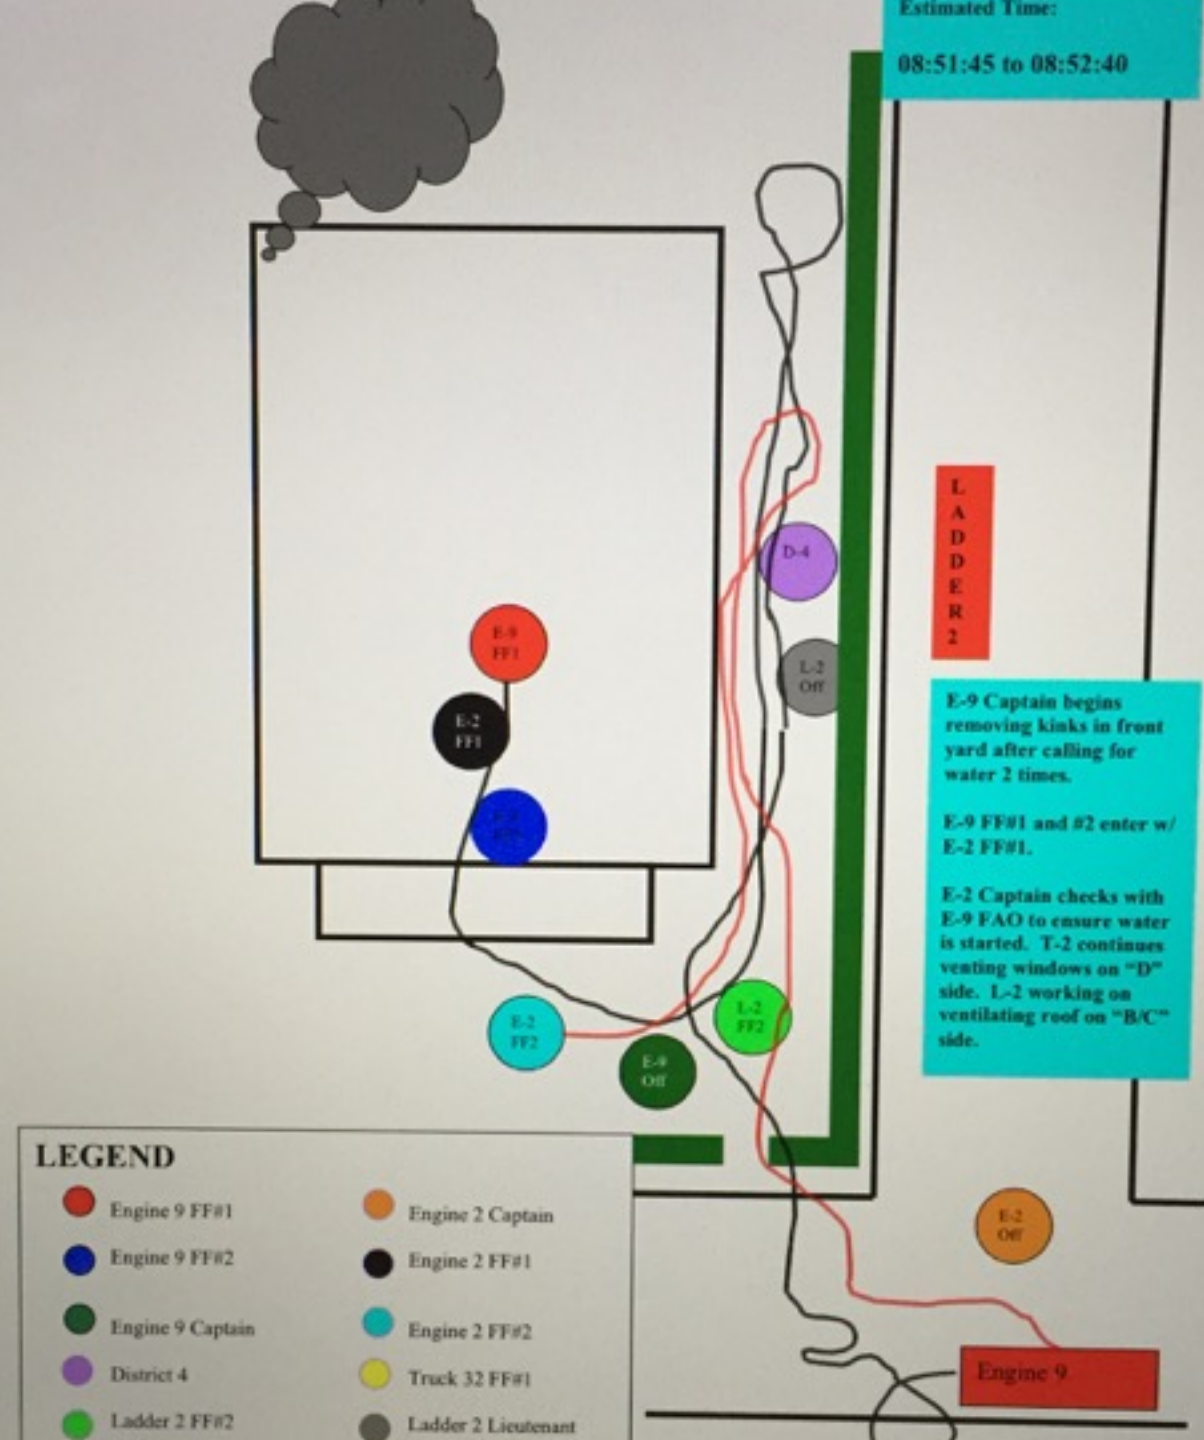 Estimated Time:
08:51:45 to 08:52:40
D-4
L
A
D
D
E
R
2
E-9
FF1
L-2
Off
E-2
FF1
E-9 Captain begins
removing kinks in front
yard after calling for
water 2 times.
E-9 FF#1 and #2 enter w/
E-2 FF#1.
E-2 Captain checks with
E-9 FAO to ensure water
is started. T-2 continues
venting windows on “D”
side. L-2 working on
ventilating roof on “B/C”
side.
E-2
FF2
L-2
FF2
E-9
Off
E-2
Off
Engine 9
LEGEND
Engine 9 FF#1
Engine 2 Captain
Engine 9 FF#2
Engine 2 FF#1
Engine 9 Captain
Engine 2 FF#2
District 4
Truck 32 FF#1
Ladder 2 FF#2
Ladder 2 Lieutenant